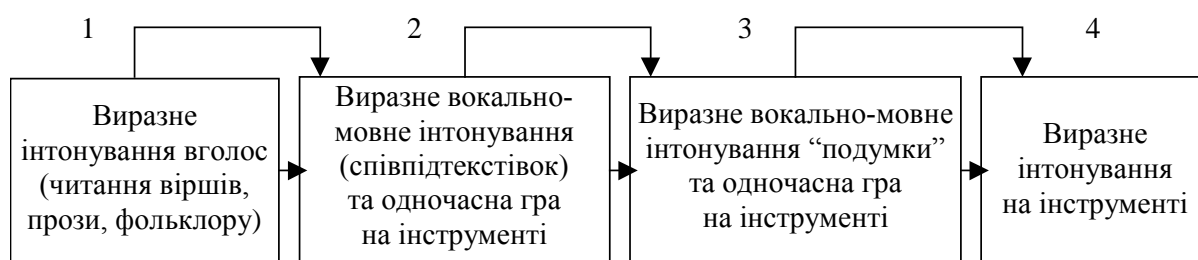 1 2 3 4
Виразне
інтонування вголос
(читання віршів,
прози, фольклору)
Виразне вокально-
мовне інтонування
(співпідтекстівок)
та одночасна гра
на інструменті
Виразне вокально-мовне
інтонування “подумки”
та одночасна гра
на інструменті
Виразне
інтонування
на інструменті